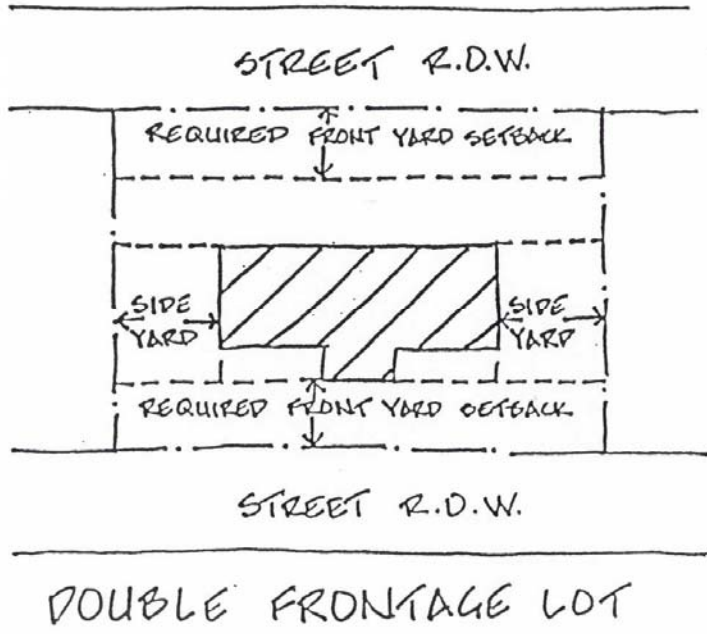 STREET R.O.W.
REQUIRED FRONT YARD SETBACK
SIDE YARD
SIDE YARD
REQUIRED FRONT YARD SETBACK
STREET R.O.W.
DOUBLE FRONTAGE LOT